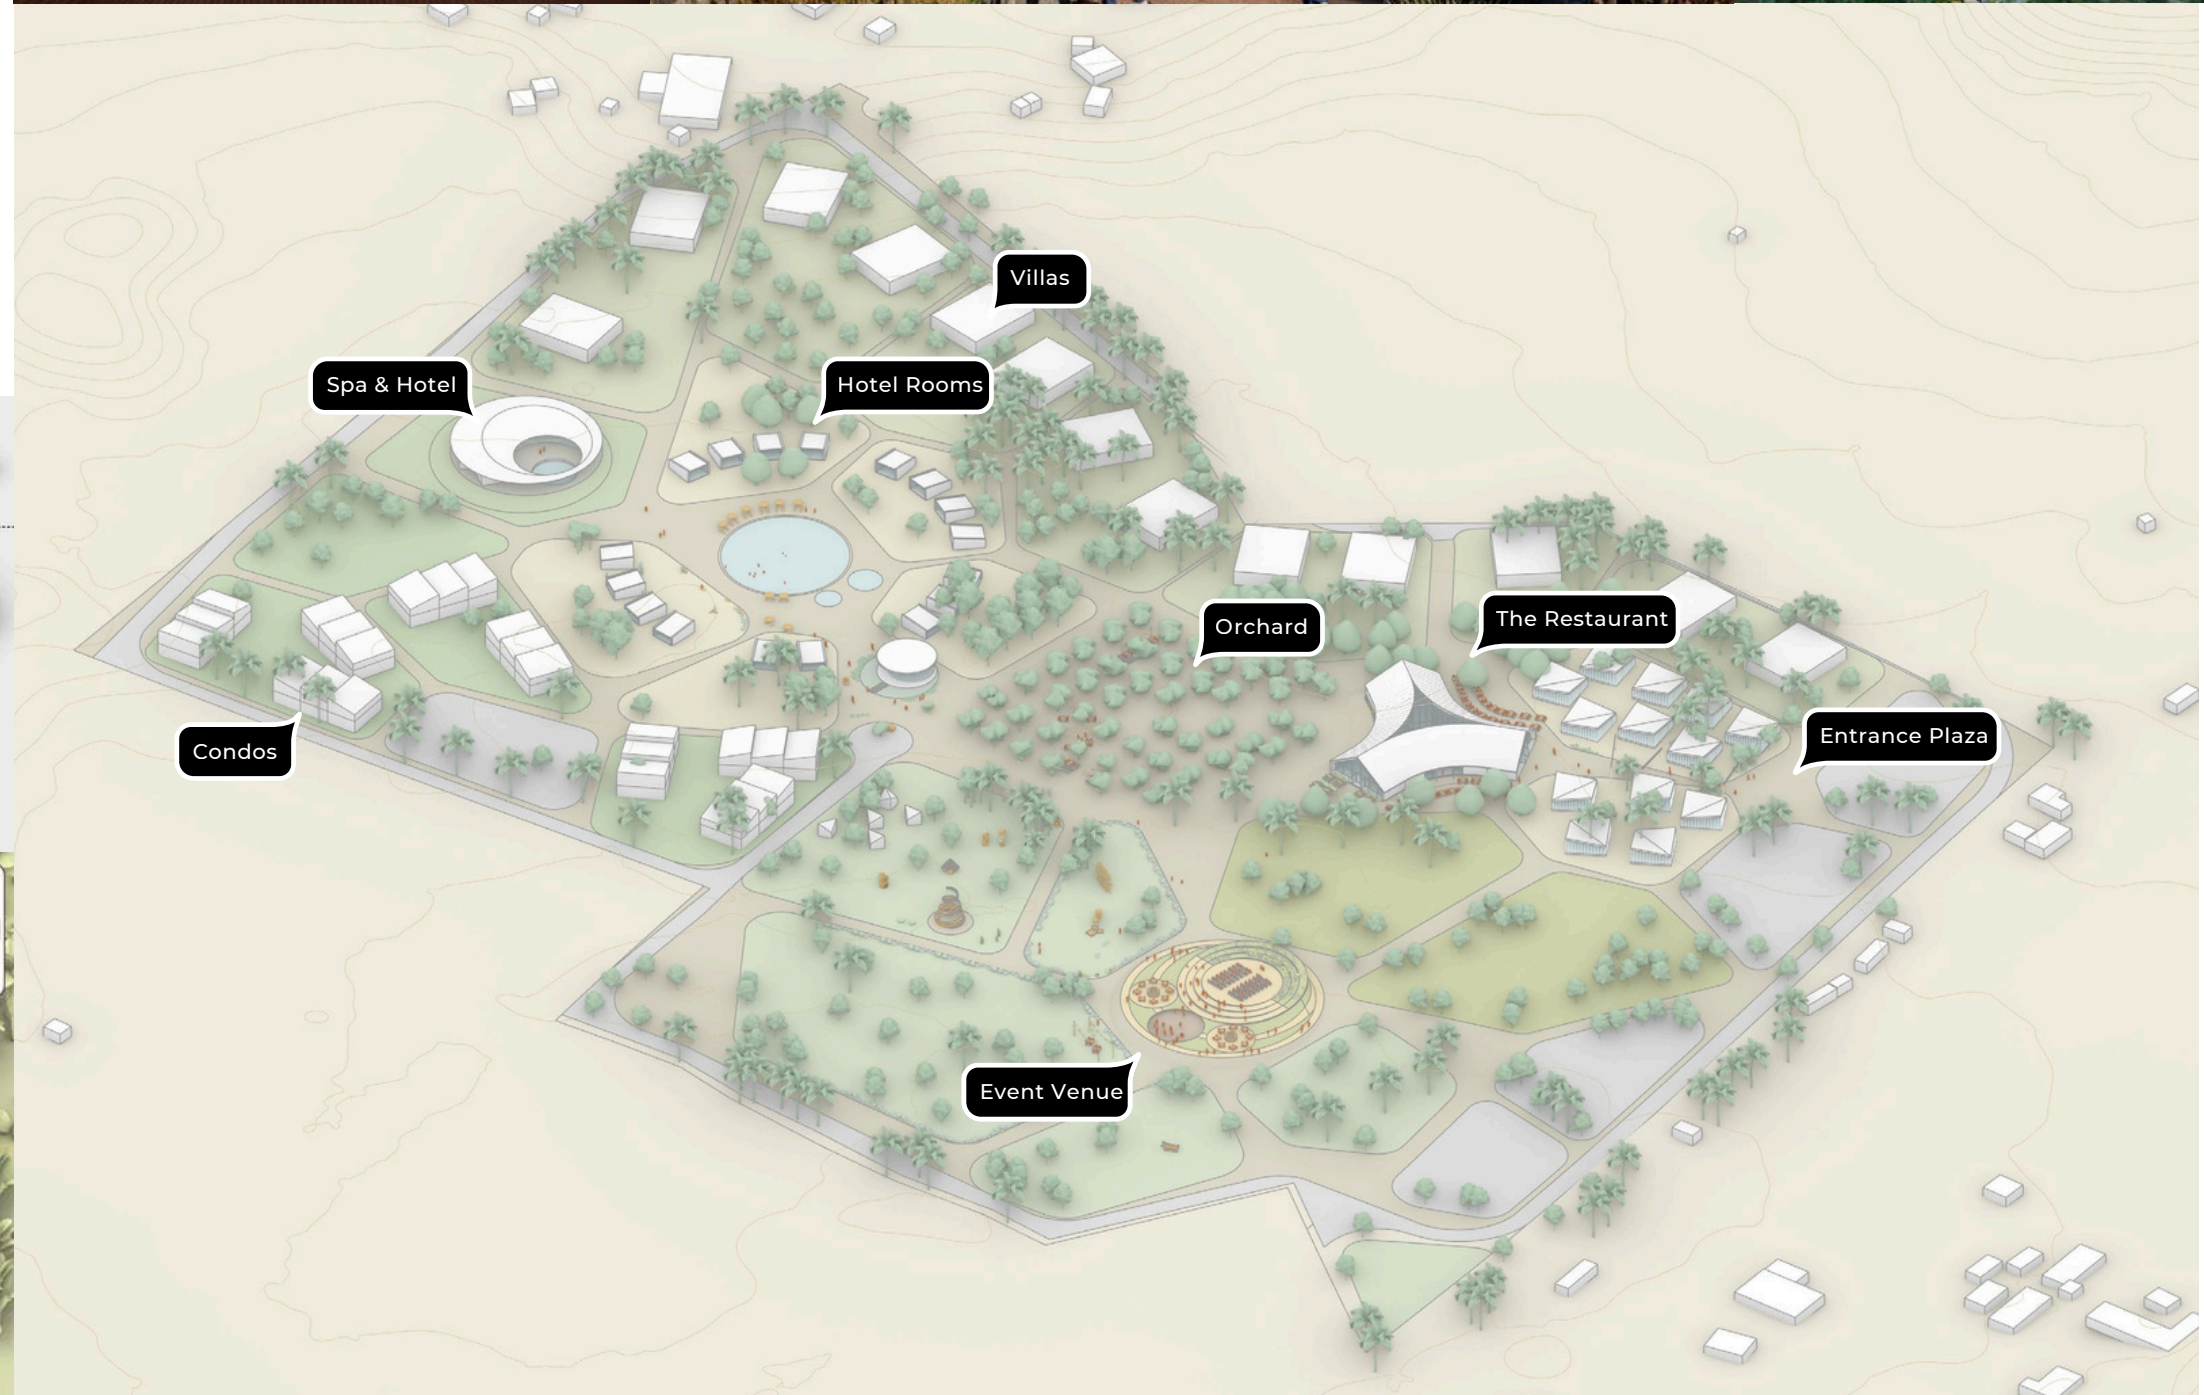 Villas
Spa & Hotel
Hotel Rooms
Orchard
The Restaurant
Entrance Plaza
Condos
Event Venue